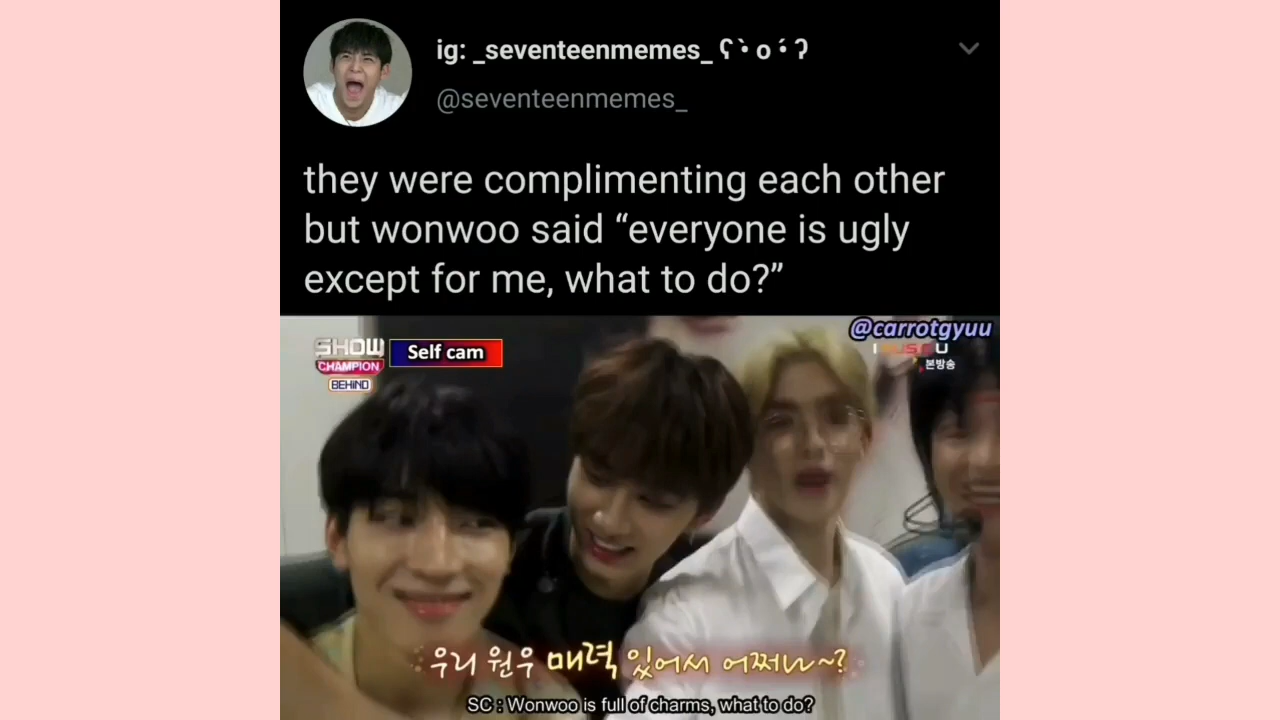 ig: _seventeenmemes_ ʕ•̀o•́ʔ
@seventeenmemes_
they were complimenting each other
but wonwoo said “everyone is ugly
except for me, what to do?”
@carrotgyuu
SHOW
CHAMPION
BEHIND
Self cam
본방송
우리 원우 매력 있어서 어쩌나~?
SC : Wonwoo is full of charms, what to do?